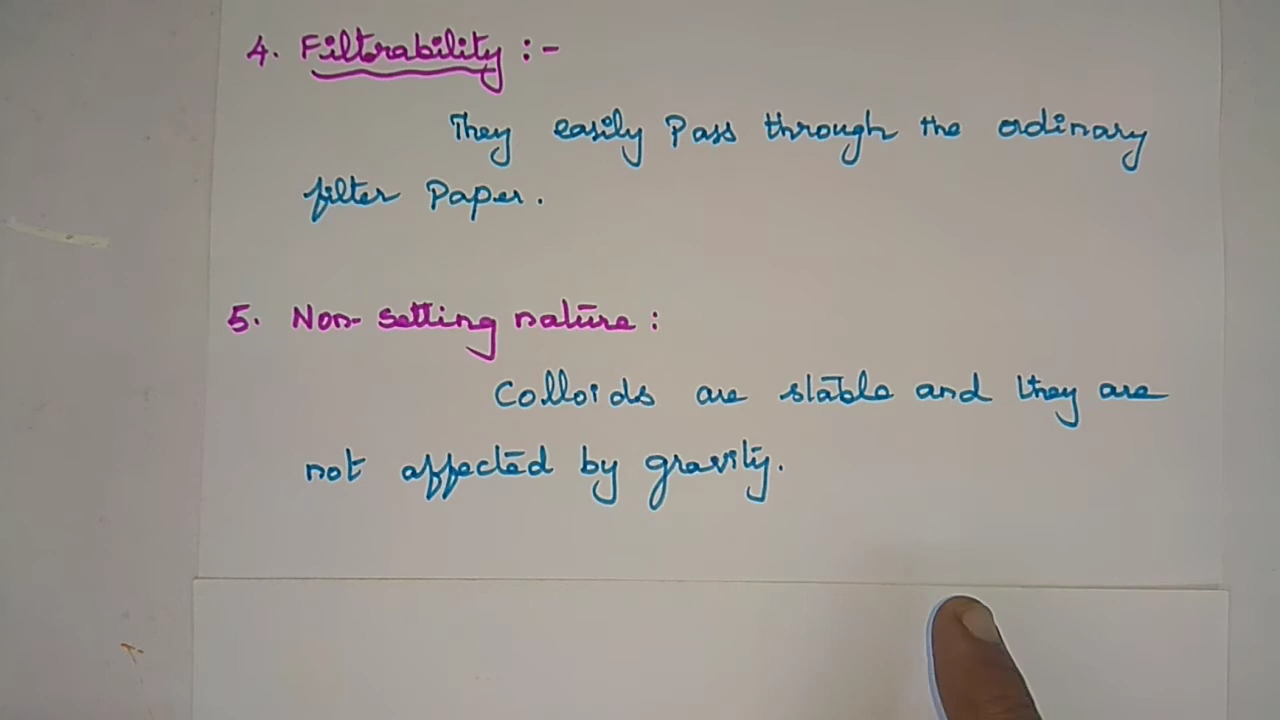 4. Filtrability :-
They easily Pass through the ordinary
filter Paper.
5. Non-Setting nature :
Colloids are stable and they are
not affected by gravity.